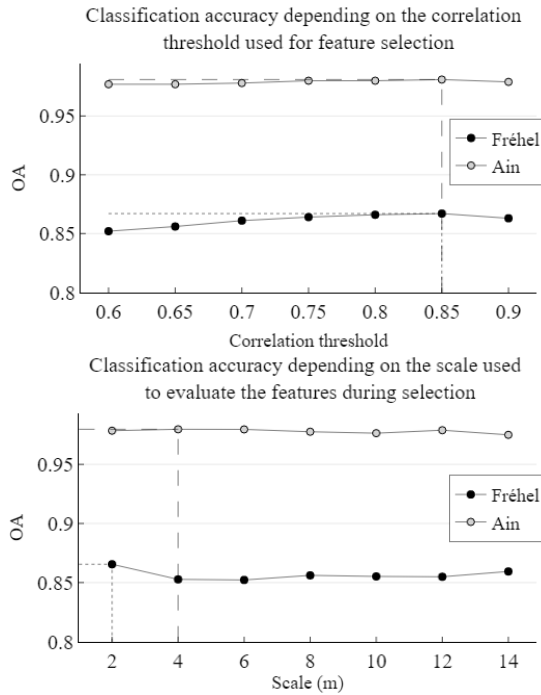 Classification accuracy depending on the correlation
threshold used for feature selection
OA
0.95
0.9
0.85
0.8
Fréhel
Ain
0.6 0.65 0.7 0.75 0.8 0.85 0.9
Correlation threshold
Classification accuracy depending on the scale used
to evaluate the features during selection
OA
0.95
0.9
0.85
0.8
Fréhel
Ain
2 4 6 8 10 12 14
Scale (m)